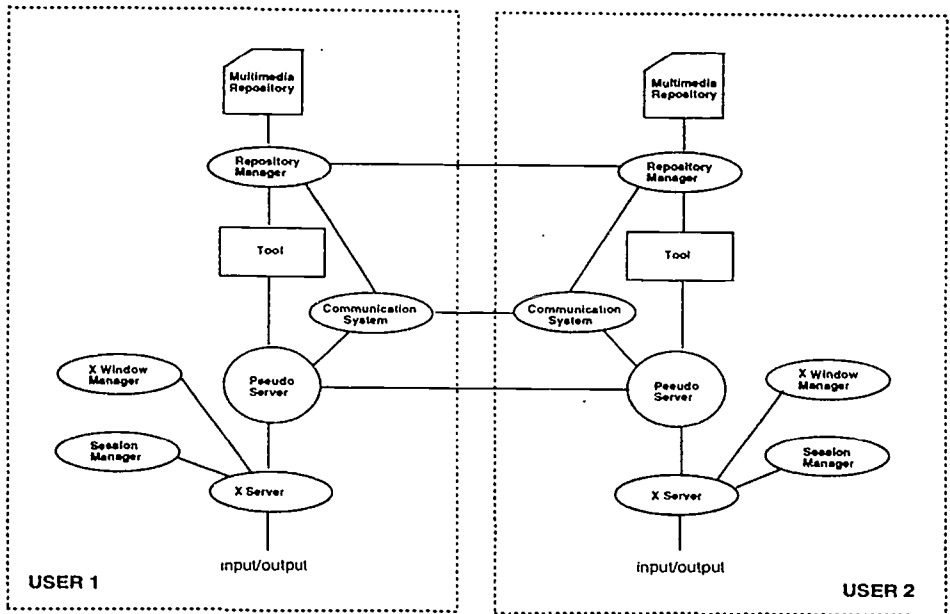 Multimedia
Repository
Repository
Manager
Tool
Communication
System
X Window
Manager
Pseudo
Server
Session
Manager
X Server
input/output
USER 1
Multimedia
Repository
Repository
Manager
Tool
Communication
System
Pseudo
Server
X Window
Manager
Session
Manager
X Server
input/output
USER 2